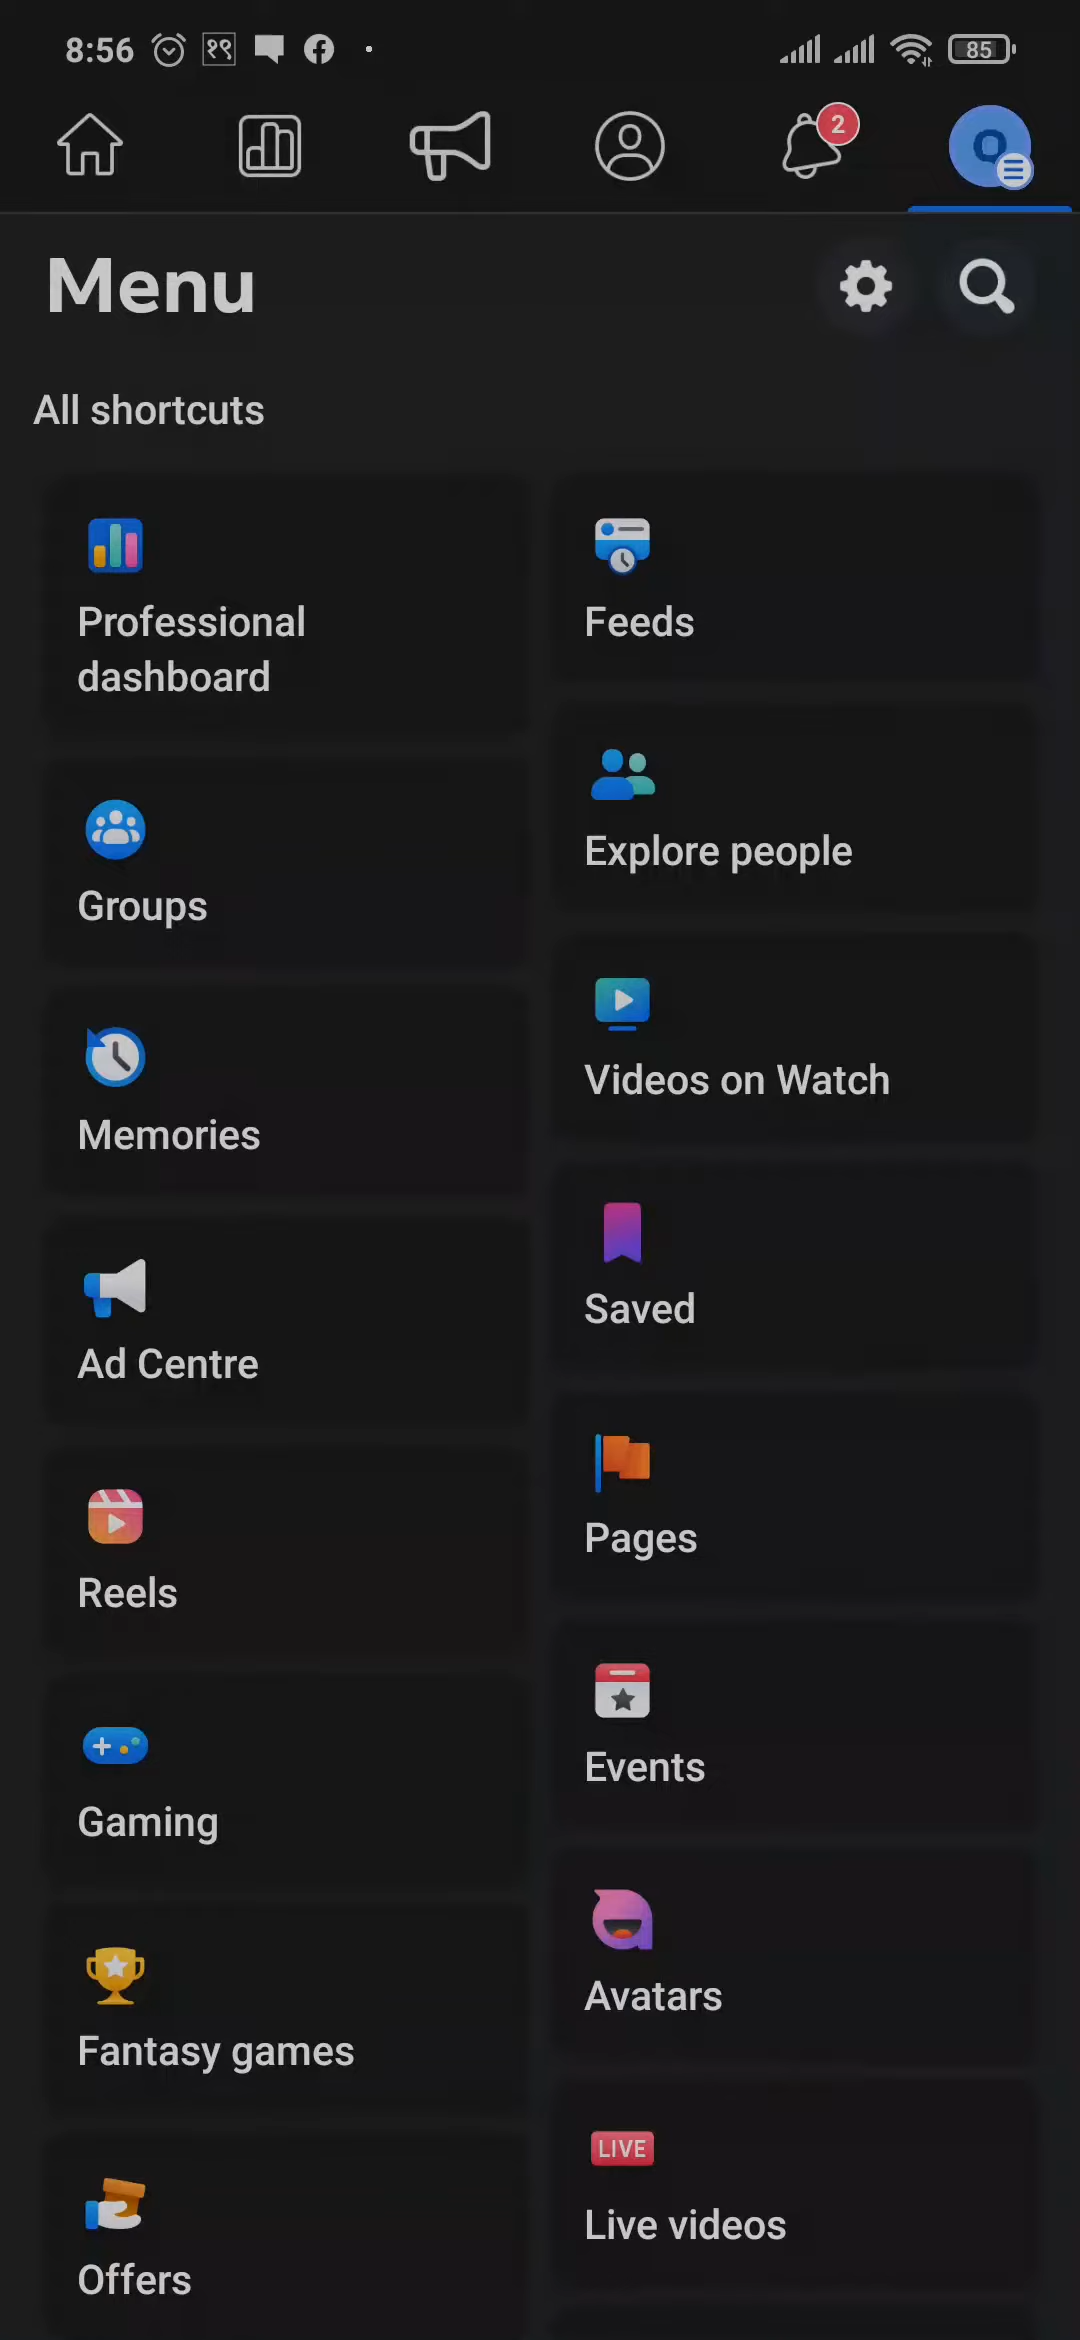 8:56
११
85
2
Menu
All shortcuts
Professional
dashboard
Feeds
Groups
Explore people
Memories
Videos on Watch
Ad Centre
Saved
Reels
Pages
Gaming
Events
Fantasy games
Avatars
Offers
LIVE
Live videos